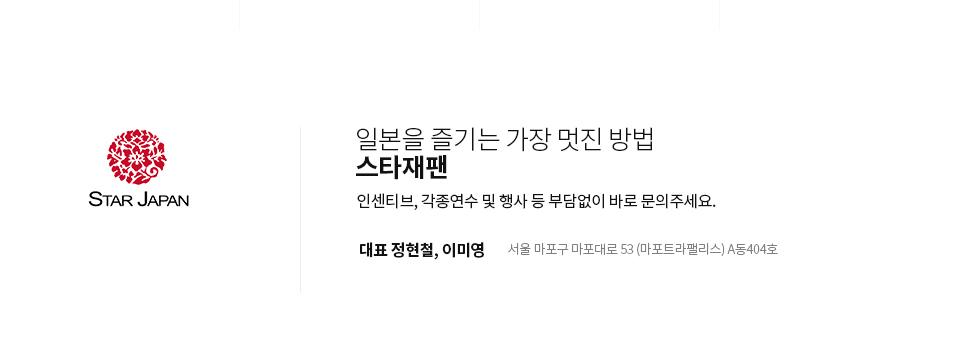 STAR JAPAN
일본을 즐기는 가장 멋진 방법
스타재팬
인센티브, 각종연수 및 행사 등 부담없이 바로 문의주세요.
대표 정현철, 이미영 서울 마포구 마포대로 53 (마포트라팰리스) A동404호